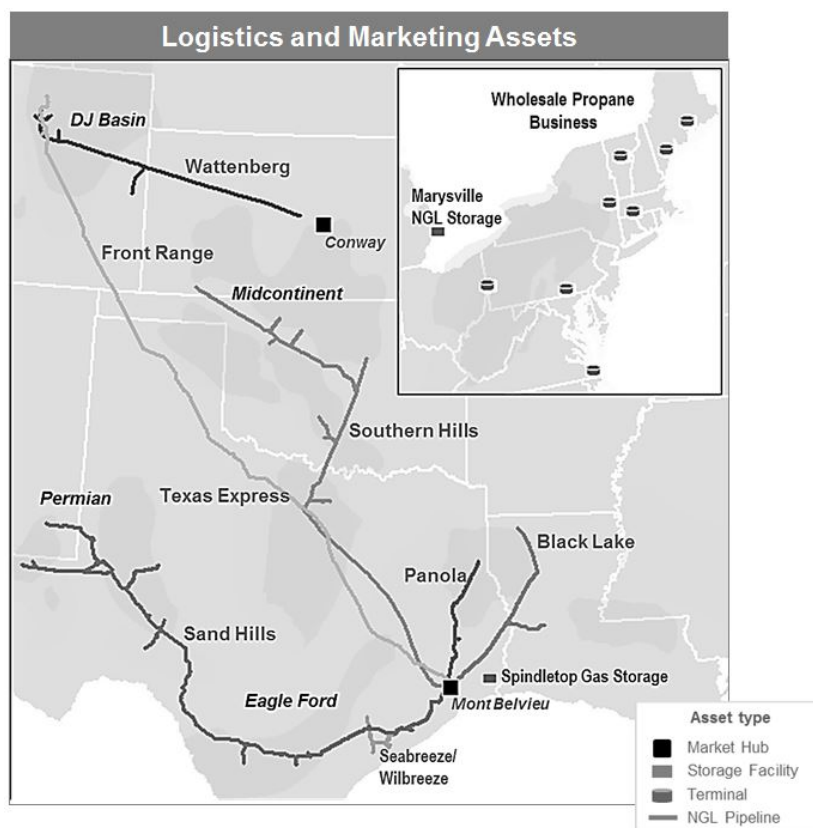 Logistics and Marketing Assets
DJ Basin
Wattenberg
Conway
Front Range
Midcontinent
Southern Hills
Texas Express
Permian
Black Lake
Panola
Sand Hills
Spindletop Gas Storage
Eagle Ford
Mont Belvieu
Seabreeze/
Wilbreeze
Wholesale Propane
Business
Marysville
NGL Storage
Asset type
Market Hub
Storage Facility
Terminal
NGL Pipeline